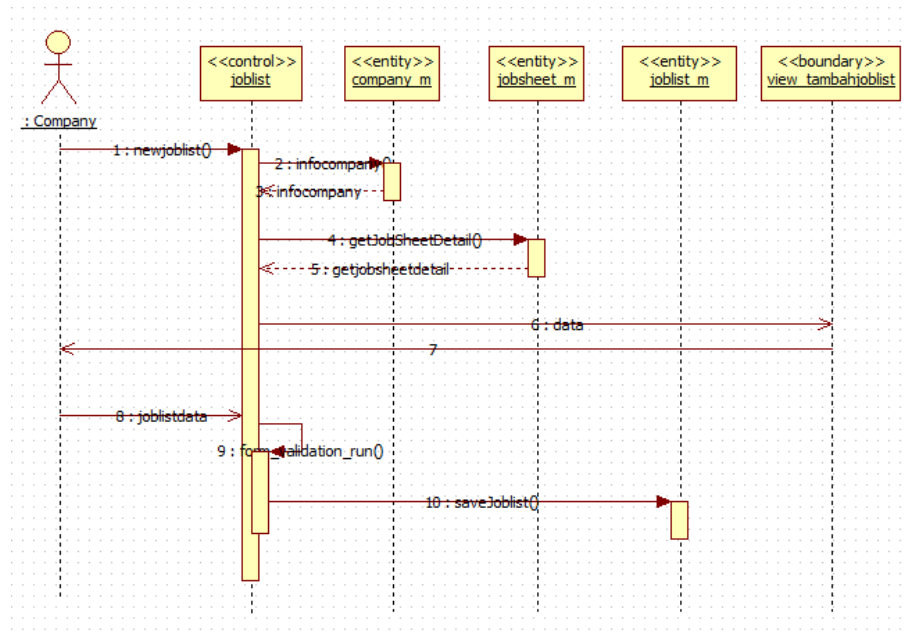 <<control>>
joblist
<<entity>>
company_m
<<entity>>
jobsheet_m
<<entity>>
joblist_m
<<boundary>>
view_tambahjoblist
: Company
1 : newjoblist()
2 : infocompany()
3 : infocompany
4 : getJobSheetDetail()
5 : getjobsheetdetail
6 : data
7
8 : joblistdata
9 : form_validation_run()
10 : saveJoblist()